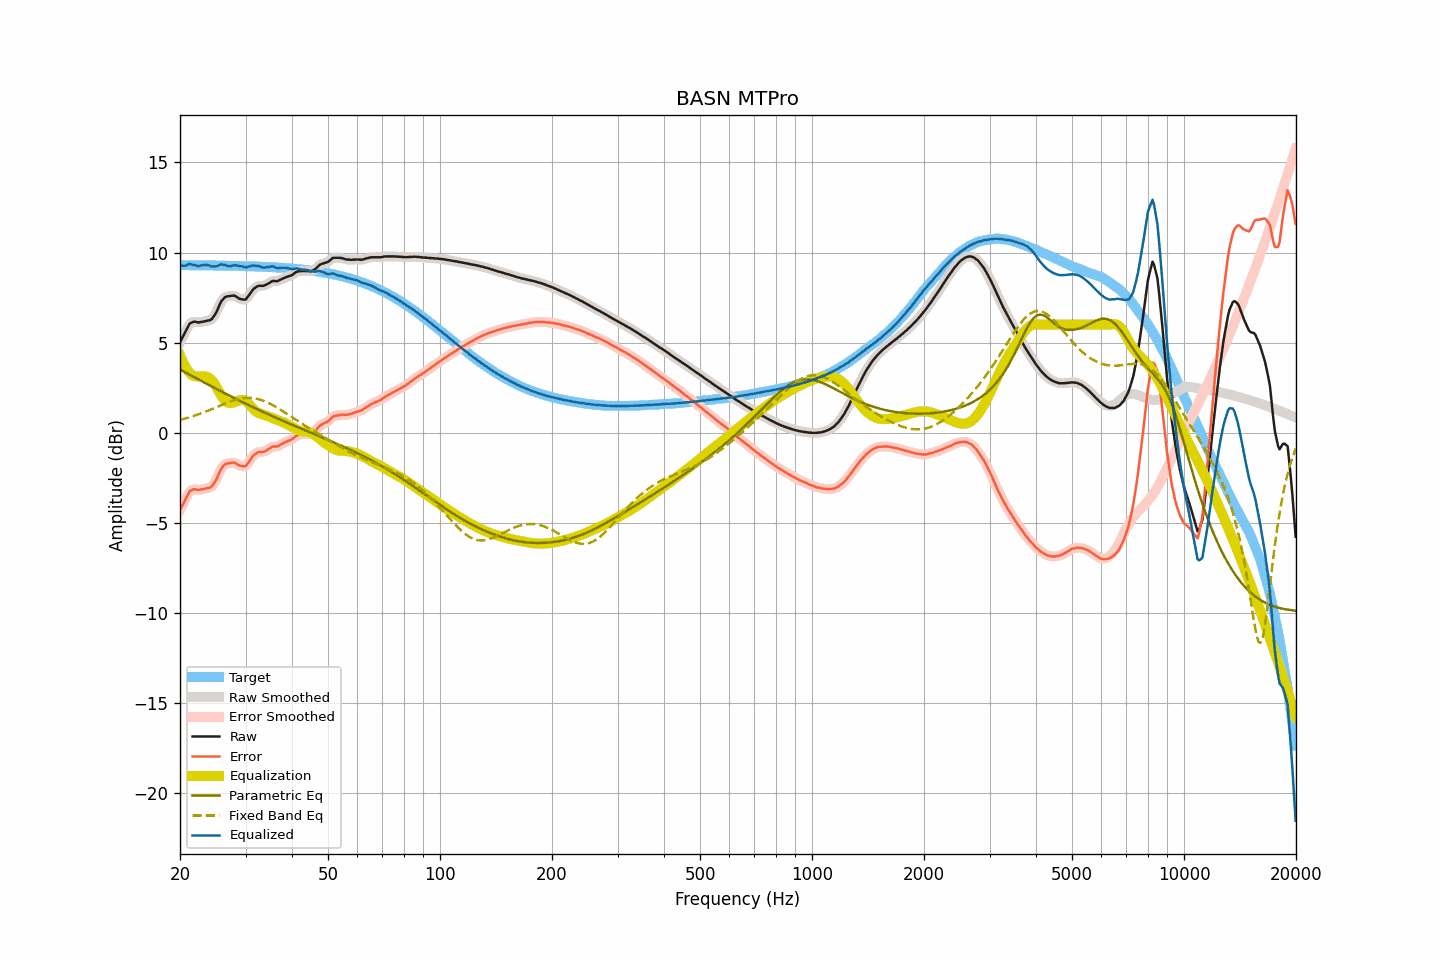 BASN MTPro
Amplitude (dBr)
15
10
5
0
−5
−10
−15
−20
Target
Raw Smoothed
Error Smoothed
Raw
Error
Equalization
Parametric Eq
Fixed Band Eq
Equalized
20 50 100 200 500 1000 2000 5000 10000 20000
Frequency (Hz)